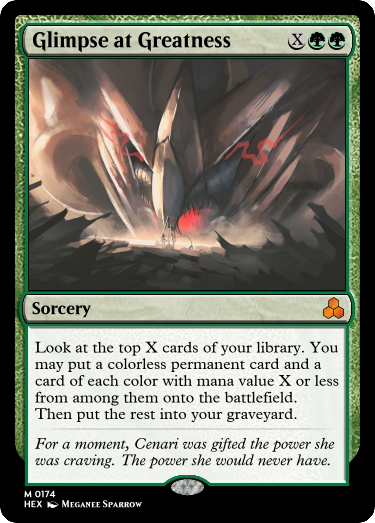 Glimpse at Greatness X
Sorcery
Look at the top X cards of your library. You
may put a colorless permanent card and a
card of each color with mana value X or less
from among them onto the battlefield.
Then put the rest into your graveyard.
For a moment, Cenari was gifted the power she
was craving. The power she would never have.
M 0174
HEX Meganee Sparrow